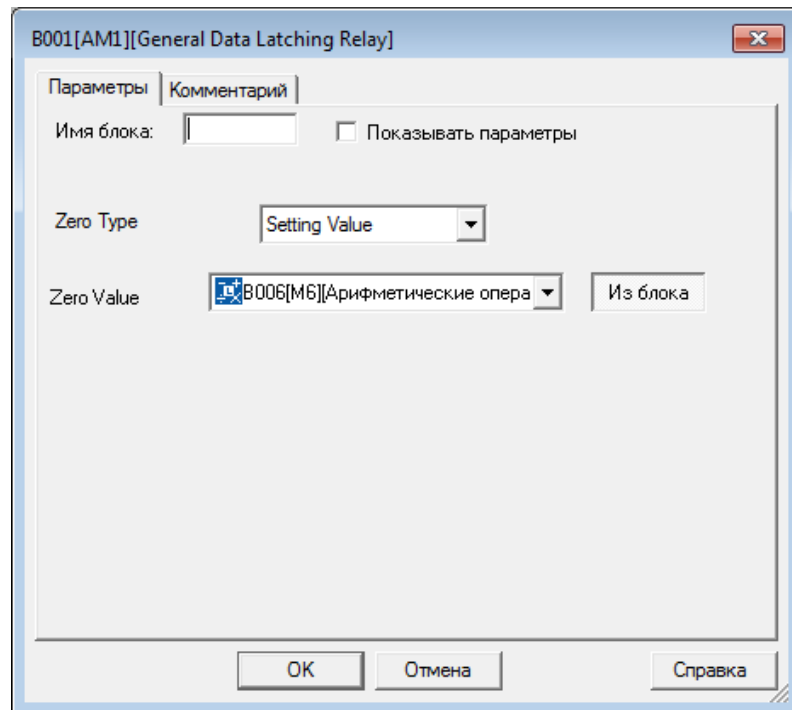 B001[AM1][General Data Latching Relay]
Параметры Комментарий
Имя блока: Показывать параметры
Zero Type Setting Value
Zero Value B006[M6][Арифметические опера Из блока
OK Отмена Справка